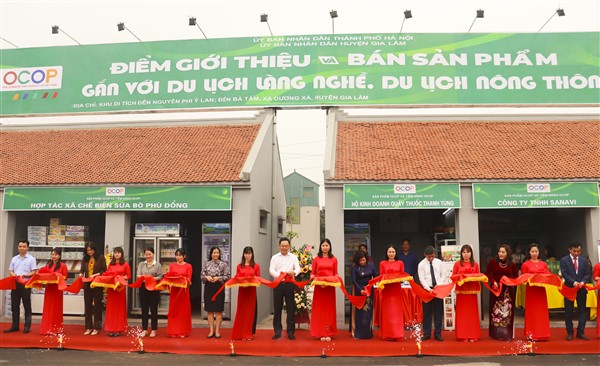 ỦY BAN NHÂN DÂN THÀNH PHỐ HÀ NỘI
ỦY BAN NHÂN DÂN HUYỆN GIA LÂM
OCOP
ĐIỂM GIỚI THIỆU VÀ BÁN SẢN PHẨM
GẮN VỚI DU LỊCH LÀNG NGHỀ, DU LỊCH NÔNG THÔN
ĐỊA CHỈ: KHU DI TÍCH ĐỀN NGUYÊN PHI Ỷ LAN; ĐỀN BÀ TẤM, XÃ DƯƠNG XÁ, HUYỆN GIA LÂM
OCOP
HỢP TÁC XÃ CHẾ BIẾN SỮA BÒ PHÙ ĐỔNG
OCOP
HỘ KINH DOANH QUẦY THUỐC THANH TÙNG
OCOP
CÔNG TY TNHH SANAVI